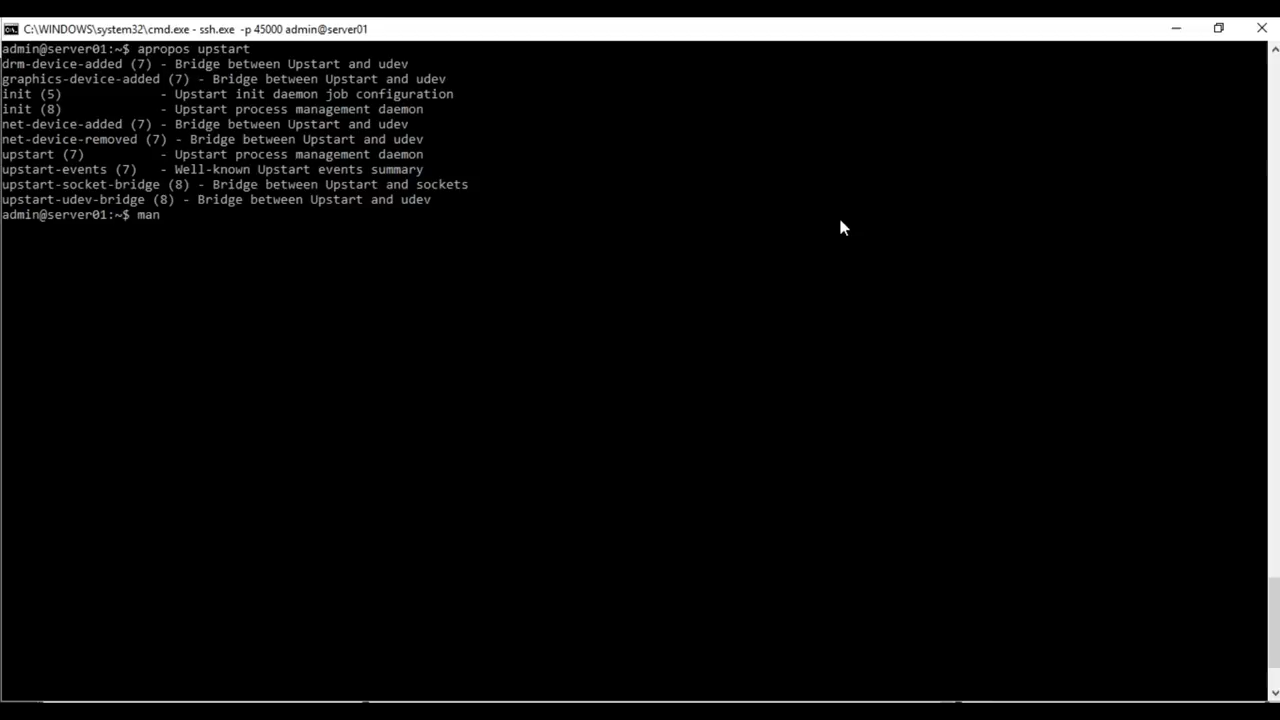 C:\WINDOWS\system32\cmd.exe - ssh.exe  -p 45000 admin@server01
admin@server01:~$ apropos upstart
drm-device-added (7) - Bridge between Upstart and udev
graphics-device-added (7) - Bridge between Upstart and udev
init (5)             - Upstart init daemon job configuration
init (8)             - Upstart process management daemon
net-device-added (7) - Bridge between Upstart and udev
net-device-removed (7) - Bridge between Upstart and udev
upstart (7)          - Upstart process management daemon
upstart-events (7)   - Well-known Upstart events summary
upstart-socket-bridge (8) - Bridge between Upstart and sockets
upstart-udev-bridge (8) - Bridge between Upstart and udev
admin@server01:~$ man